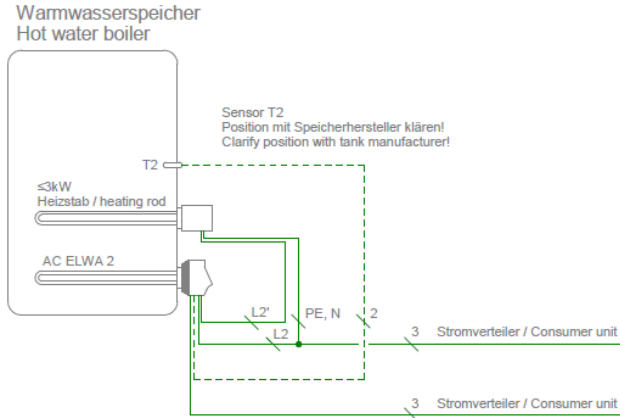 Warmwasserspeicher
Hot water boiler
Sensor T2
Position mit Speicherhersteller klären!
Clarify position with tank manufacturer!
T2
≤3kW
Heizstab / heating rod
AC ELWA 2
L2'
PE, N
2
L2
3 Stromverteiler / Consumer unit
3 Stromverteiler / Consumer unit